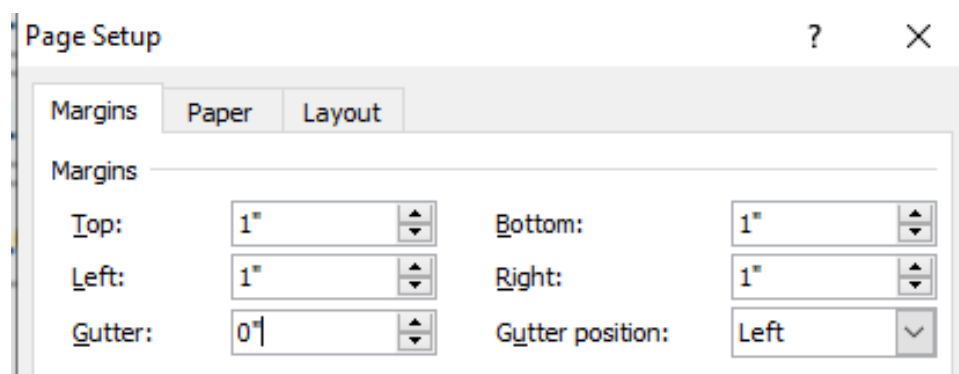 Page Setup ? ×
Margins Paper Layout
Margins
Top: 1" Bottom: 1"
Left: 1" Right: 1"
Gutter: 0" Gutter position: Left